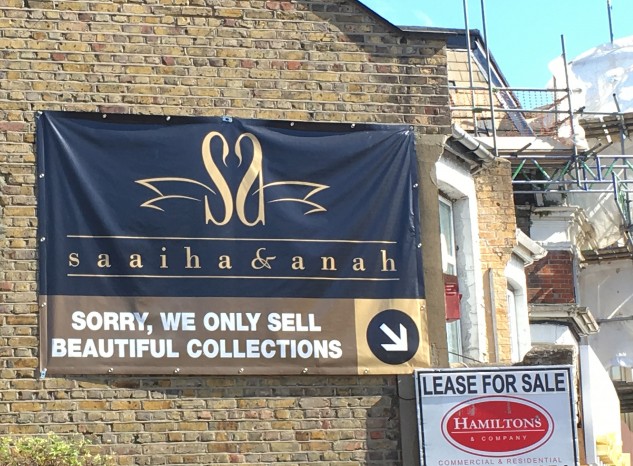 saaiha & anah
SORRY, WE ONLY SELL
BEAUTIFUL COLLECTIONS
LEASE FOR SALE
HAMILTONS
& COMPANY
COMMERCIAL & RESIDENTIAL